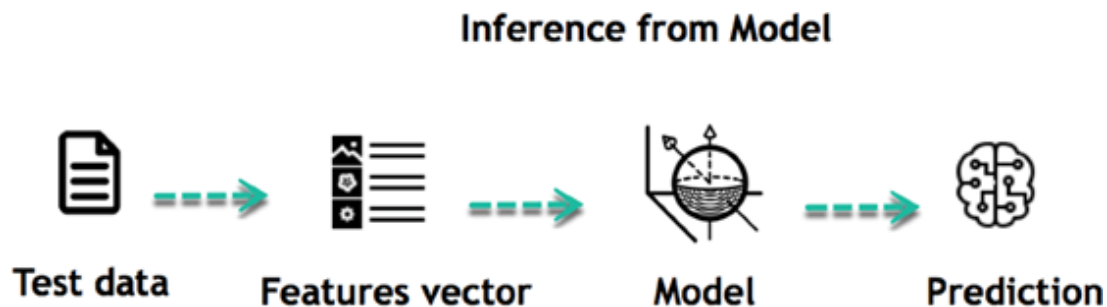 Inference from Model
Test data
Features vector
Model
Prediction